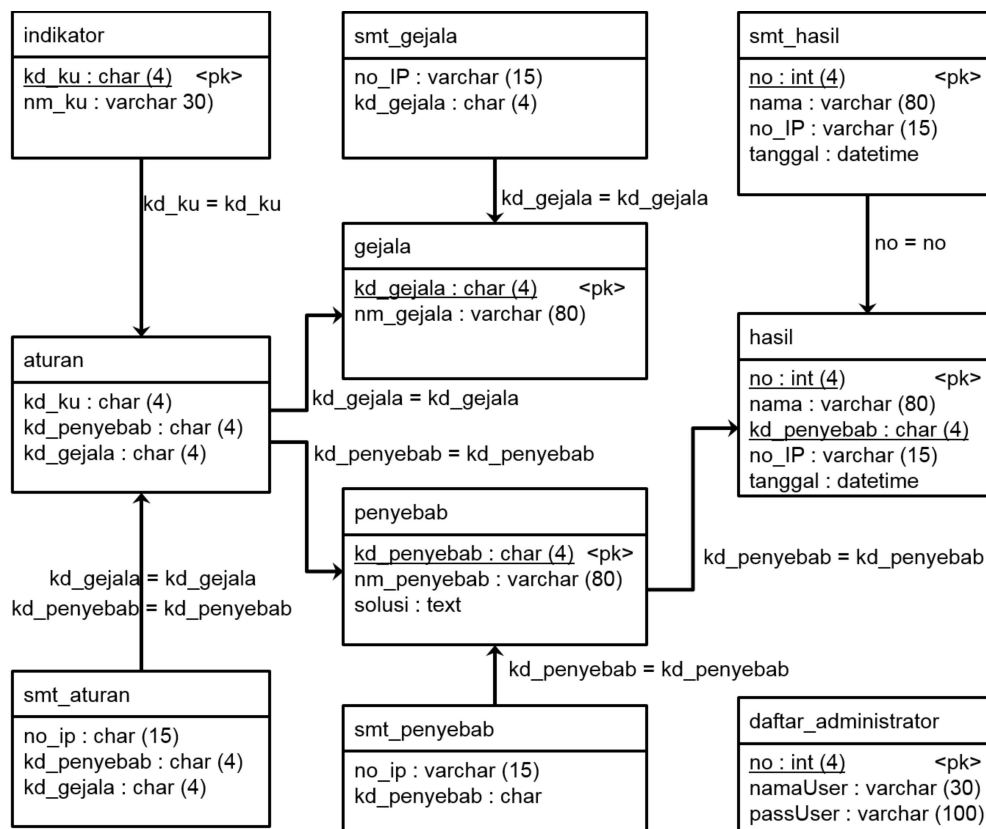 indikator
kd_ku : char (4) <pk>
nm_ku : varchar 30)
smt_gejala
no_IP : varchar (15)
kd_gejala : char (4)
smt_hasil
no : int (4) <pk>
nama : varchar (80)
no_IP : varchar (15)
tanggal : datetime
kd_ku = kd_ku
kd_gejala = kd_gejala
no = no
gejala
kd_gejala : char (4) <pk>
nm_gejala : varchar (80)
aturan
kd_ku : char (4)
kd_penyebab : char (4)
kd_gejala : char (4)
kd_gejala = kd_gejala
kd_penyebab = kd_penyebab
hasil
no : int (4) <pk>
nama : varchar (80)
kd_penyebab : char (4)
no_IP : varchar (15)
tanggal : datetime
penyebab
kd_penyebab : char (4) <pk>
nm_penyebab : varchar (80)
solusi : text
kd_penyebab = kd_penyebab
kd_gejala = kd_gejala
kd_penyebab = kd_penyebab
kd_penyebab = kd_penyebab
smt_aturan
no_ip : char (15)
kd_penyebab : char (4)
kd_gejala : char (4)
smt_penyebab
no_ip : varchar (15)
kd_penyebab : char
daftar_administrator
no : int (4) <pk>
namaUser : varchar (30)
passUser : varchar (100)